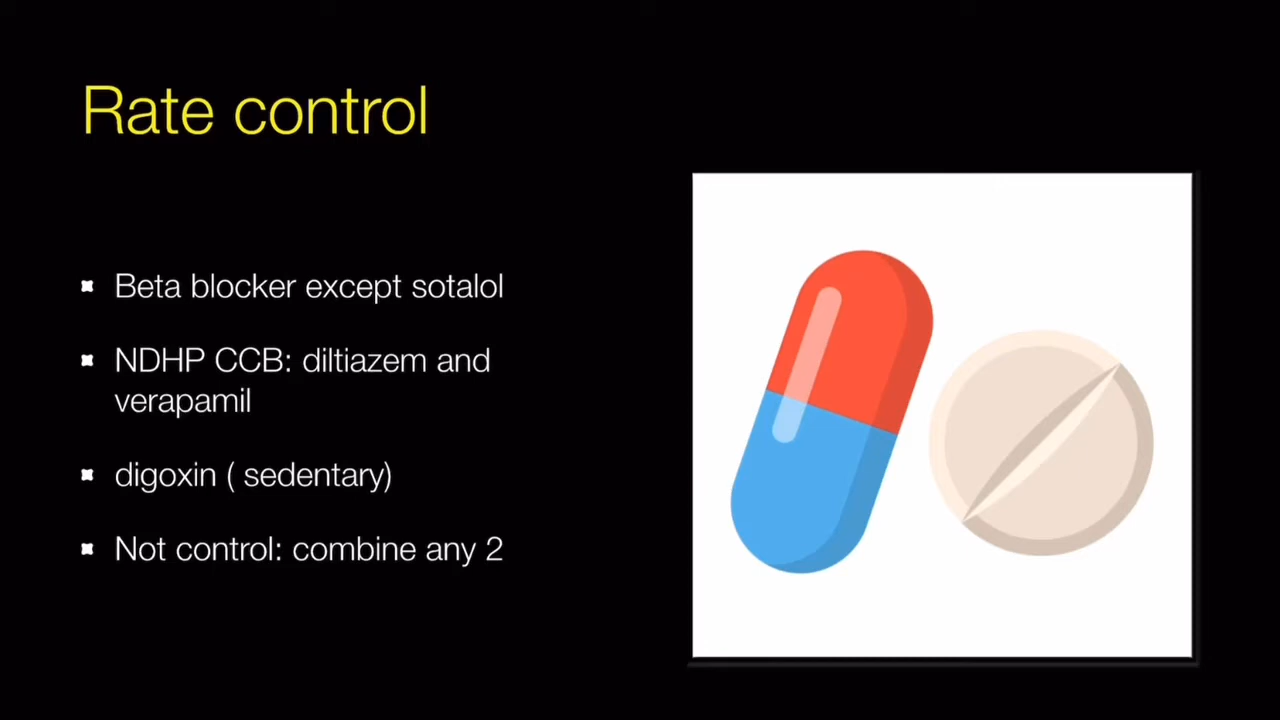 Rate control
Beta blocker except sotalol
NDHP CCB: diltiazem and
verapamil
digoxin ( sedentary)
Not control: combine any 2